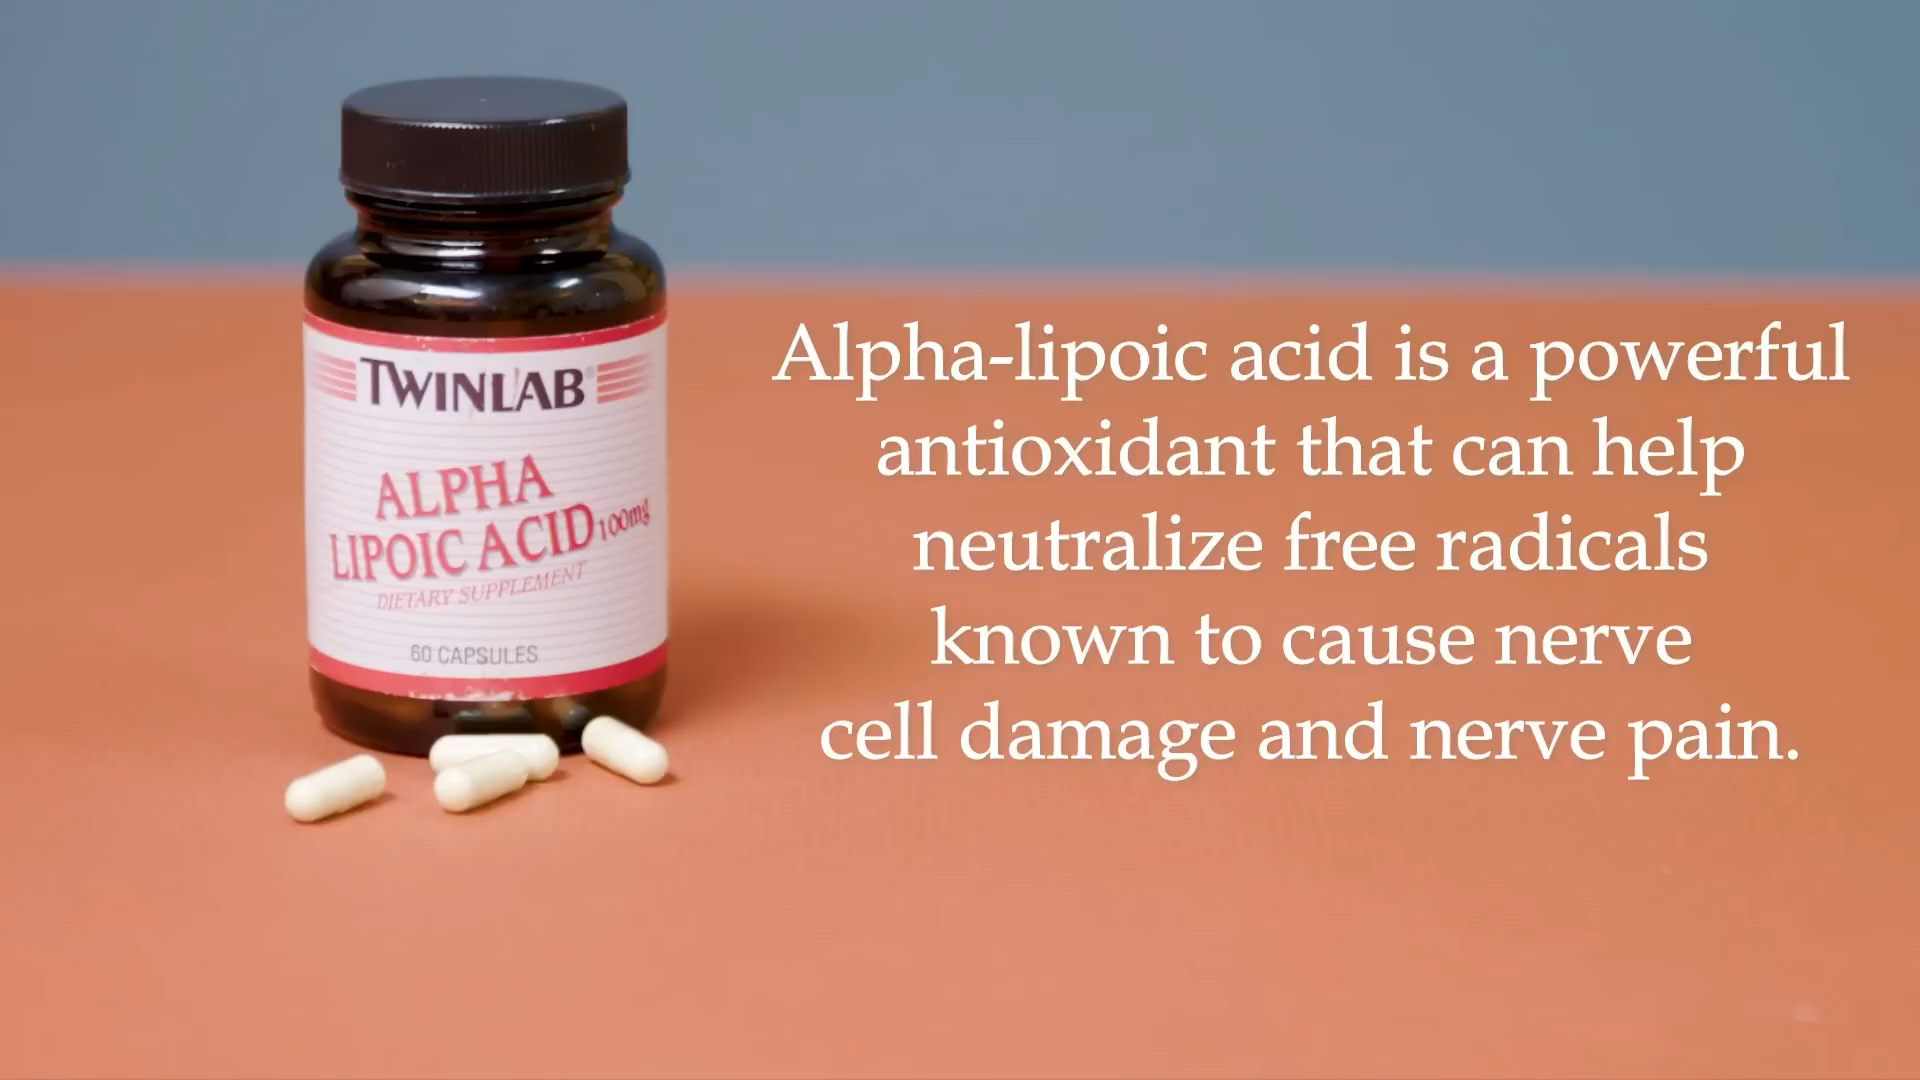 TWINLAB
ALPHA
LIPOIC ACID 100mg
DIETARY SUPPLEMENT
60 CAPSULES
Alpha-lipoic acid is a powerful
antioxidant that can help
neutralize free radicals
known to cause nerve
cell damage and nerve pain.